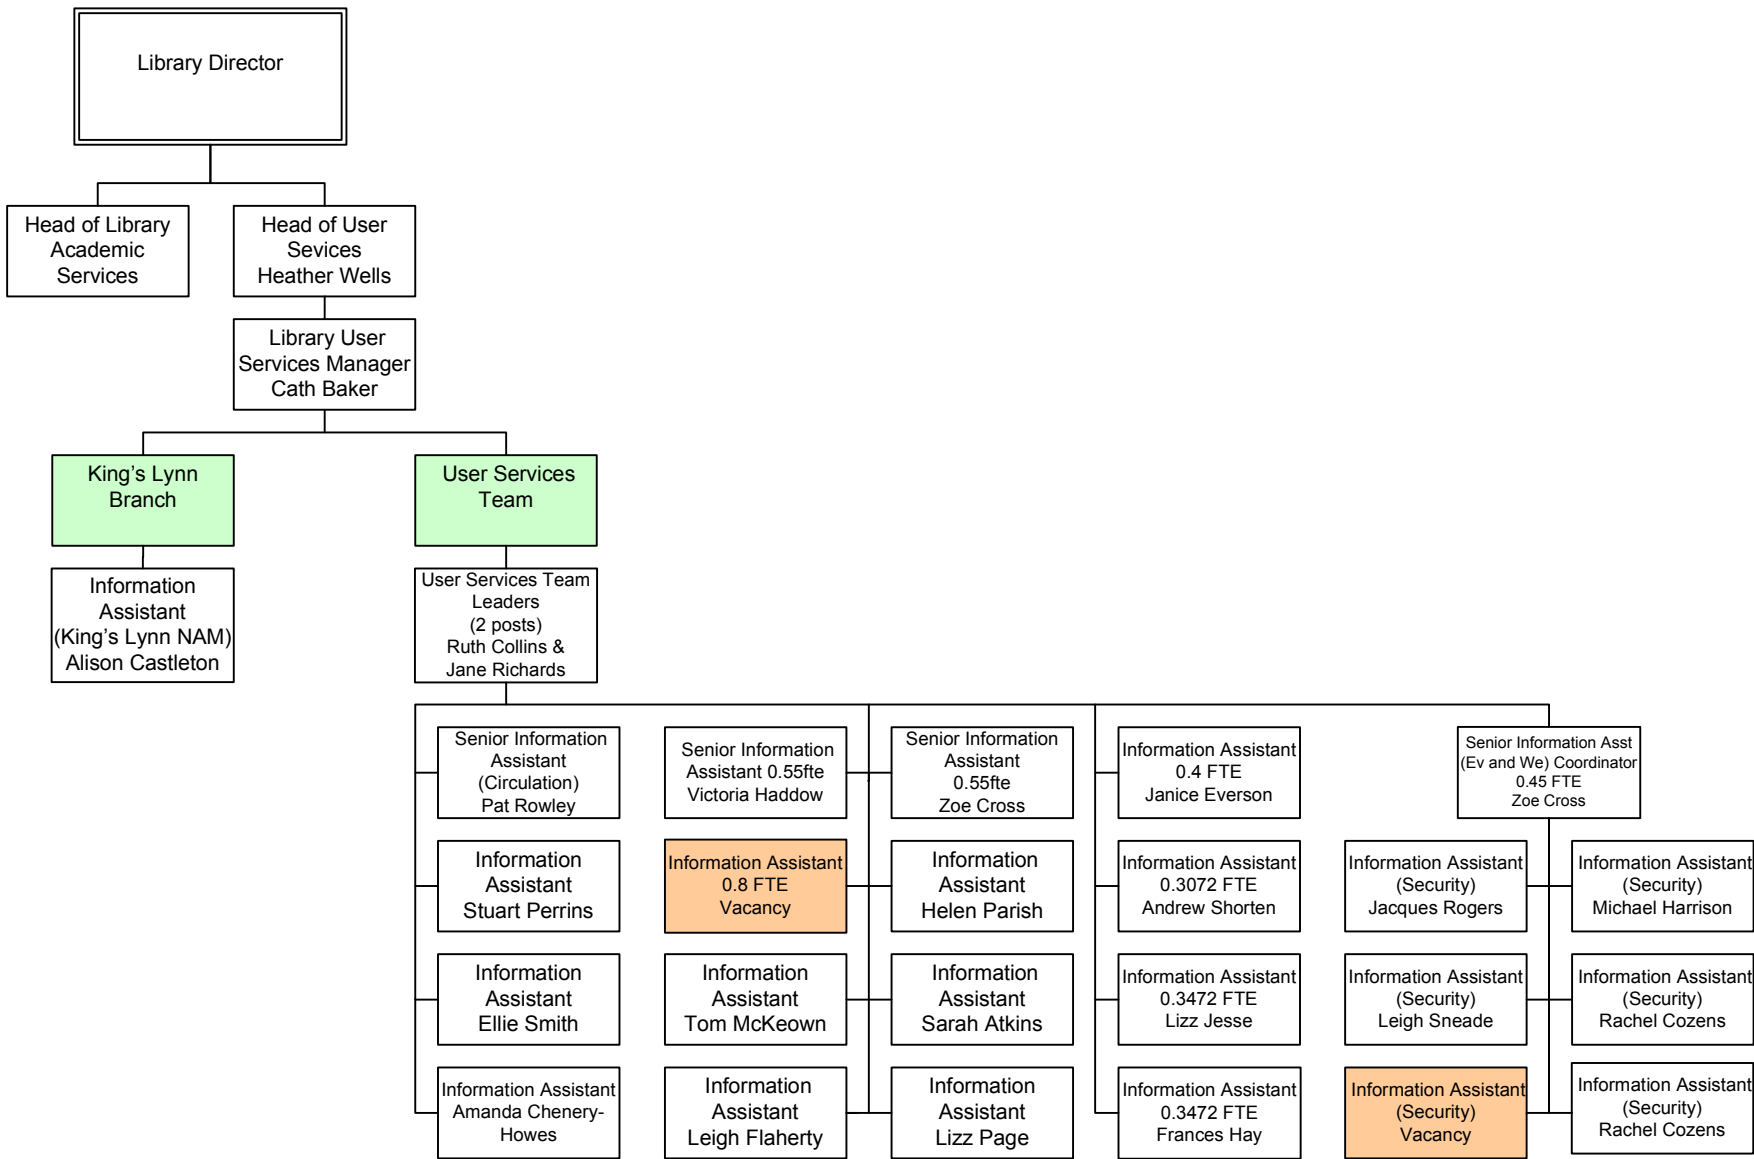 Library Director
Head of Library
Academic
Services
Head of User
Sevices
Heather Wells
Library User
Services Manager
Cath Baker
King's Lynn
Branch
User Services
Team
Information
Assistant
(King's Lynn NAM)
Alison Castleton
User Services Team
Leaders
(2 posts)
Ruth Collins &
Jane Richards
Senior Information
Assistant
(Circulation)
Pat Rowley
Senior Information
Assistant 0.55fte
Victoria Haddow
Senior Information
Assistant
0.55fte
Zoe Cross
Information Assistant
0.4 FTE
Janice Everson
Senior Information Asst
(Ev and We) Coordinator
0.45 FTE
Zoe Cross
Information
Assistant
Stuart Perrins
Information Assistant
0.8 FTE
Vacancy
Information
Assistant
Helen Parish
Information Assistant
0.3072 FTE
Andrew Shorten
Information Assistant
(Security)
Jacques Rogers
Information Assistant
(Security)
Michael Harrison
Information
Assistant
Ellie Smith
Information
Assistant
Tom McKeown
Information
Assistant
Sarah Atkins
Information Assistant
0.3472 FTE
Lizz Jesse
Information Assistant
(Security)
Leigh Sneade
Information Assistant
(Security)
Rachel Cozens
Information Assistant
Amanda Chenery-
Howes
Information
Assistant
Leigh Flaherty
Information
Assistant
Lizz Page
Information Assistant
0.3472 FTE
Frances Hay
Information Assistant
(Security)
Vacancy
Information Assistant
(Security)
Rachel Cozens